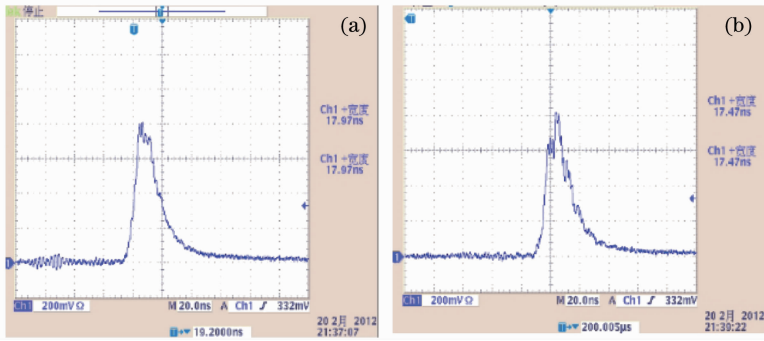 停止
(a)
Ch1 +宽度
17.97ns
Ch1 +宽度
17.97ns
Ch1 200mVΩ M 20.0ns A Ch1 ∫ 332mV
19.2000ns
20 2月 2012
21:37:07
(b)
Ch1 +宽度
17.47ns
Ch1 +宽度
17.47ns
Ch1 200mVΩ M 20.0ns A Ch1 ∫ 332mV
200.005μs
20 2月 2012
21:39:22